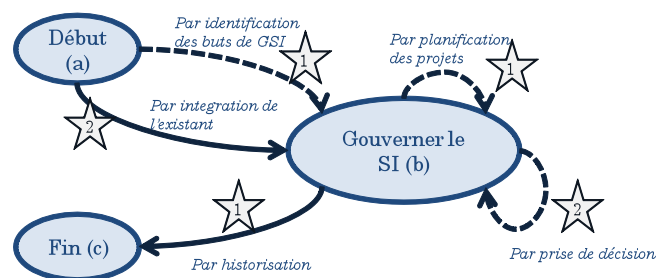 Début
(a)
Par identification
des buts de GSI
1
Par planification
des projets
1
2
Par integration de
l'existant
Gouverner le
SI (b)
1
2
Fin (c)
Par historisation
Par prise de décision